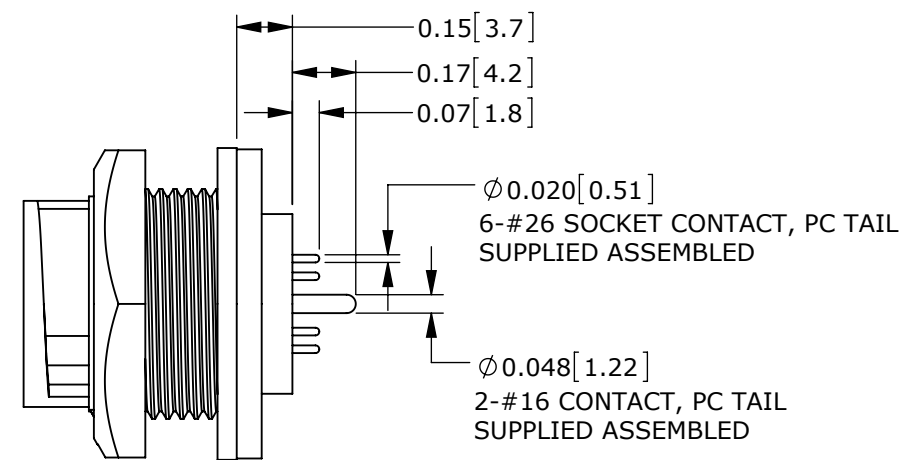 0.15[3.7]
0.17[4.2]
0.07[1.8]
∅0.020[0.51]
6-#26 SOCKET CONTACT, PC TAIL
SUPPLIED ASSEMBLED
∅0.048[1.22]
2-#16 CONTACT, PC TAIL
SUPPLIED ASSEMBLED